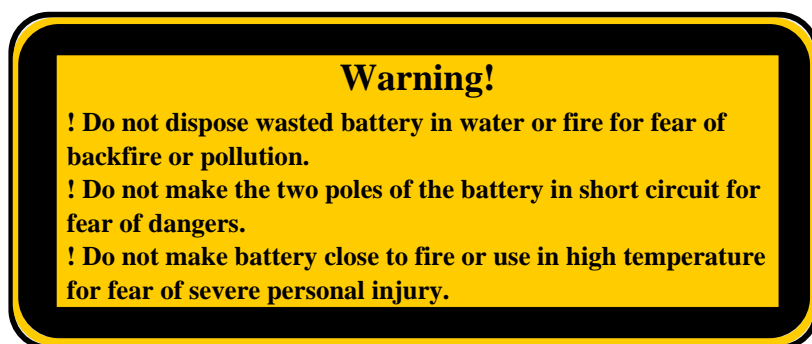 Warning!
! Do not dispose wasted battery in water or fire for fear of
backfire or pollution.
! Do not make the two poles of the battery in short circuit for
fear of dangers.
! Do not make battery close to fire or use in high temperature
for fear of severe personal injury.